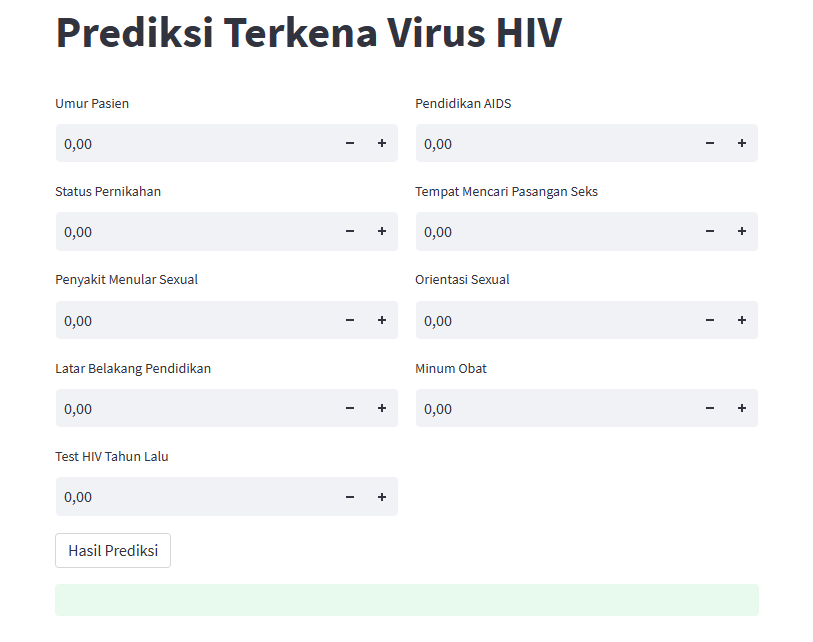 Prediksi Terkena Virus HIV
Umur Pasien
Pendidikan AIDS
0,00
0,00
Status Pernikahan
Tempat Mencari Pasangan Seks
0,00
0,00
Penyakit Menular Sexual
Orientasi Sexual
0,00
0,00
Latar Belakang Pendidikan
Minum Obat
0,00
0,00
Test HIV Tahun Lalu
0,00
Hasil Prediksi